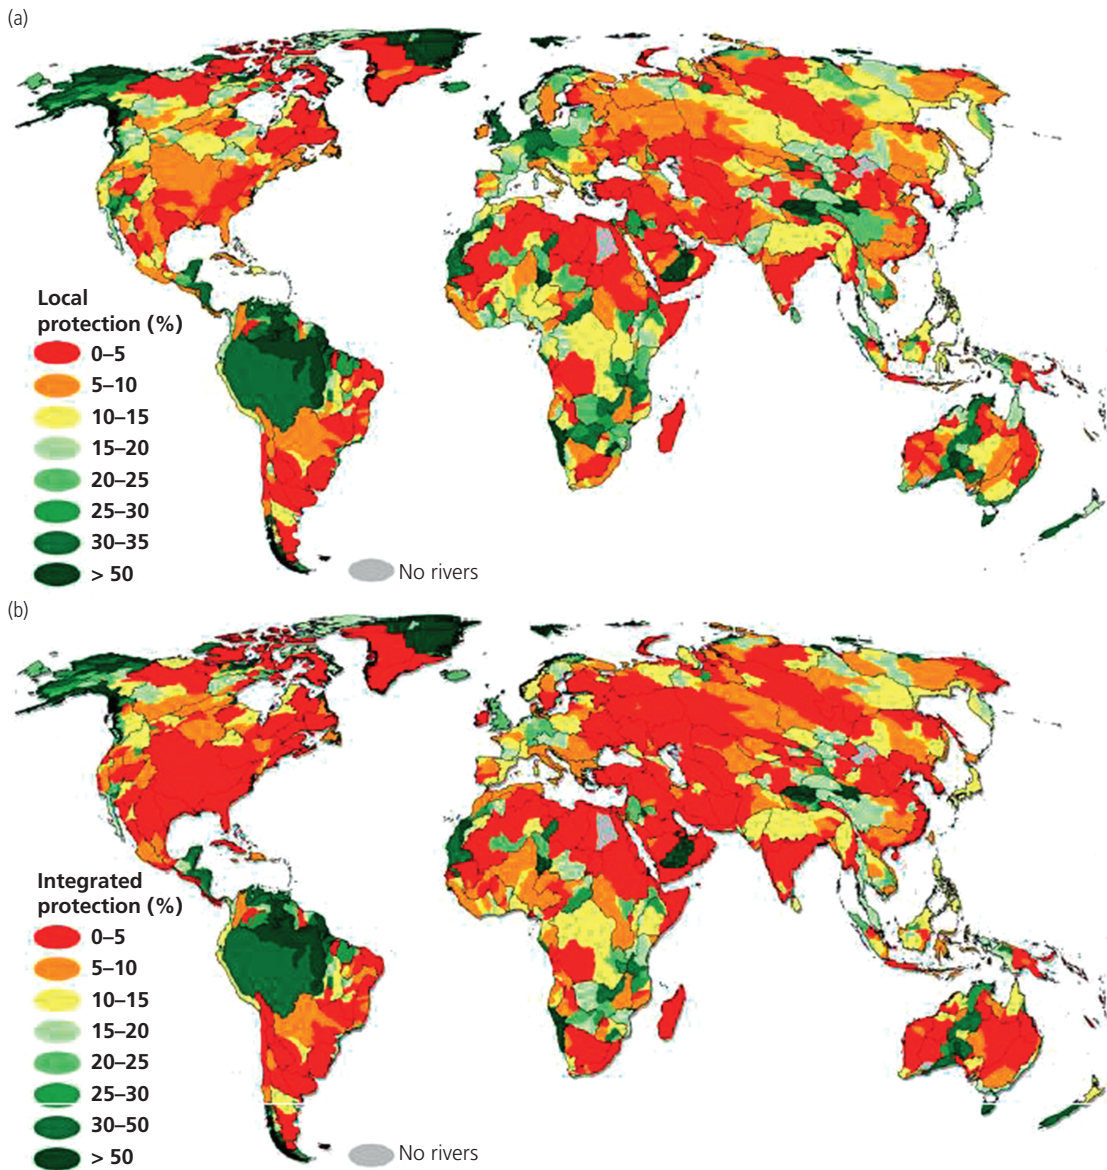 (a)
Local
protection (%)
0–5
5–10
10–15
15–20
20–25
25–30
30–35
> 50
No rivers
(b)
Integrated
protection (%)
0–5
5–10
10–15
15–20
20–25
25–30
30–50
> 50
No rivers